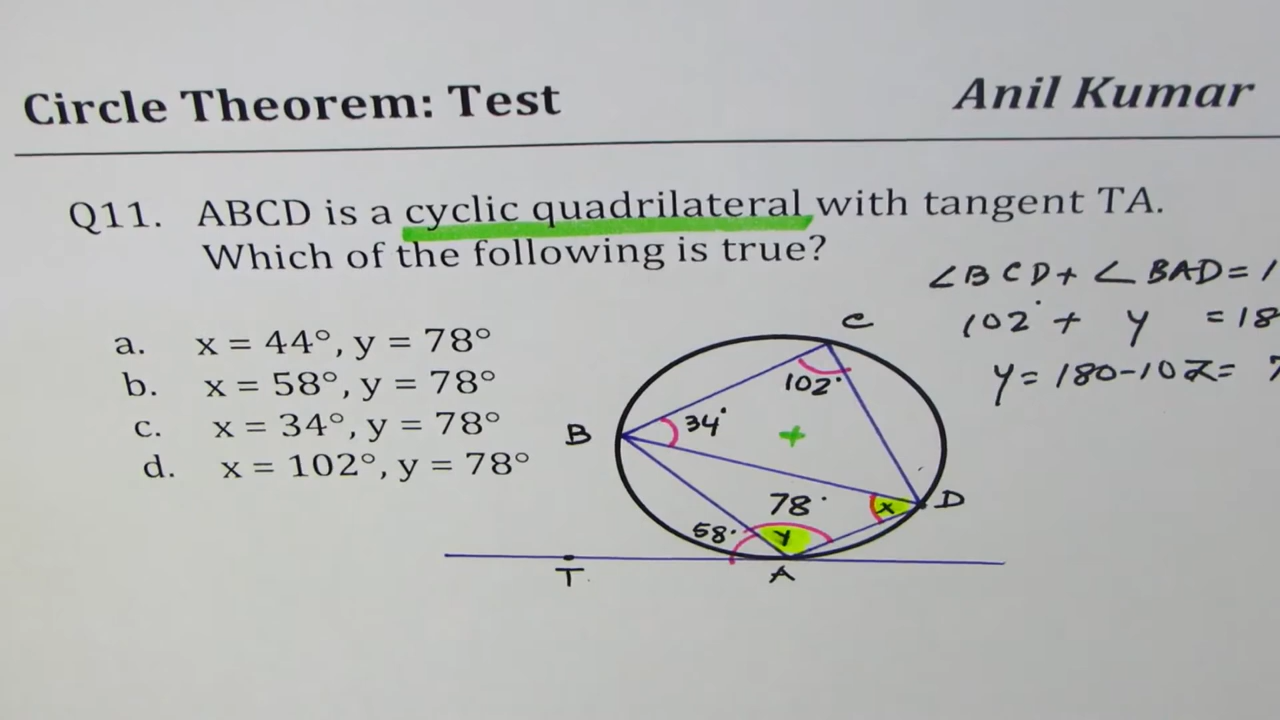 Circle Theorem: Test
Anil Kumar
Q11. ABCD is a cyclic quadrilateral with tangent TA.
Which of the following is true?
a. x = 44°, y = 78°
b. x = 58°, y = 78°
c. x = 34°, y = 78°
d. x = 102°, y = 78°
∠BCD + ∠BAD = 1
102° + y = 18
y = 180-102 = 7
C
102°
B
34°
78°
x
D
58°
y
T
A